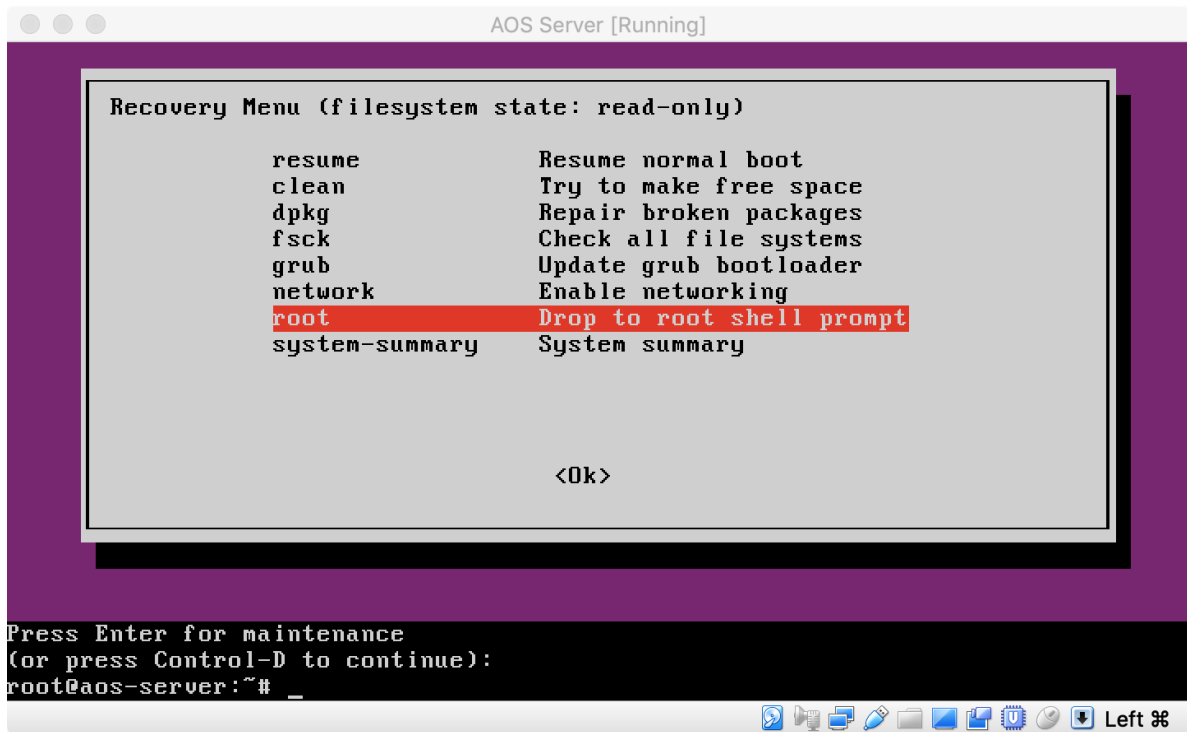 AOS Server [Running]
Recovery Menu (filesystem state: read-only)
resume Resume normal boot
clean Try to make free space
dpkg Repair broken packages
fsck Check all file systems
grub Update grub bootloader
network Enable networking
root Drop to root shell prompt
system-summary System summary
<Ok>
Press Enter for maintenance
(or press Control-D to continue):
root@aos-server:~# _
Left ⌘